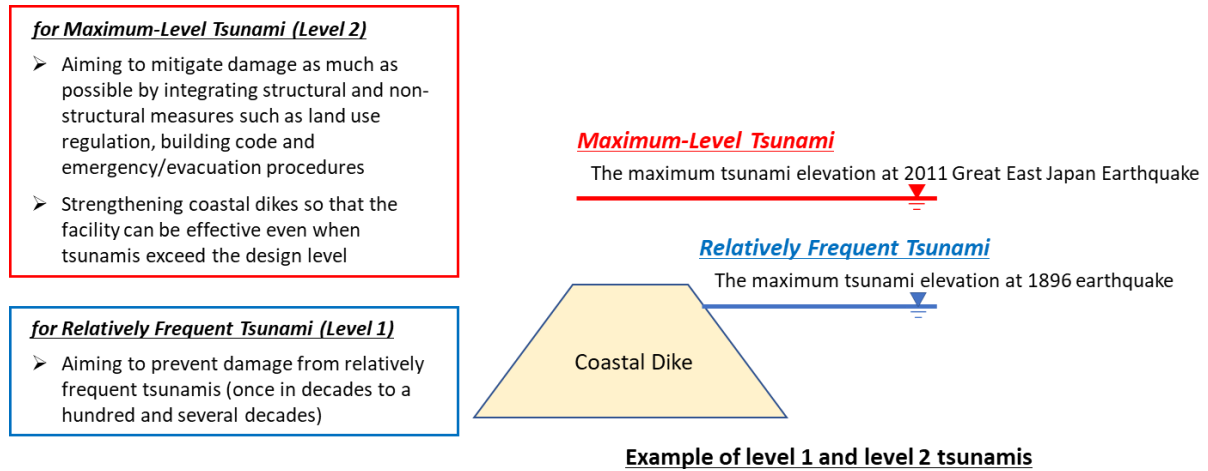 for Maximum-Level Tsunami (Level 2)
➢ Aiming to mitigate damage as much as
possible by integrating structural and non-
structural measures such as land use
regulation, building code and
emergency/evacuation procedures
➢ Strengthening coastal dikes so that the
facility can be effective even when
tsunamis exceed the design level
for Relatively Frequent Tsunami (Level 1)
➢ Aiming to prevent damage from relatively
frequent tsunamis (once in decades to a
hundred and several decades)
Maximum-Level Tsunami
The maximum tsunami elevation at 2011 Great East Japan Earthquake
Relatively Frequent Tsunami
The maximum tsunami elevation at 1896 earthquake
Coastal Dike
Example of level 1 and level 2 tsunamis